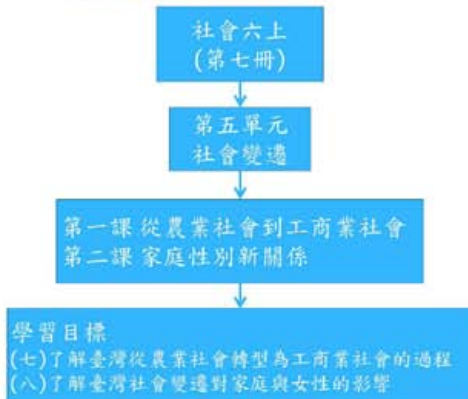 社會六上
(第七冊)
第五單元
社會變遷
第一課 從農業社會到工商業社會
第二課 家庭性別新關係
學習目標
(七)了解臺灣從農業社會轉型為工商業社會的過程
(八)了解臺灣社會變遷對家庭與女性的影響